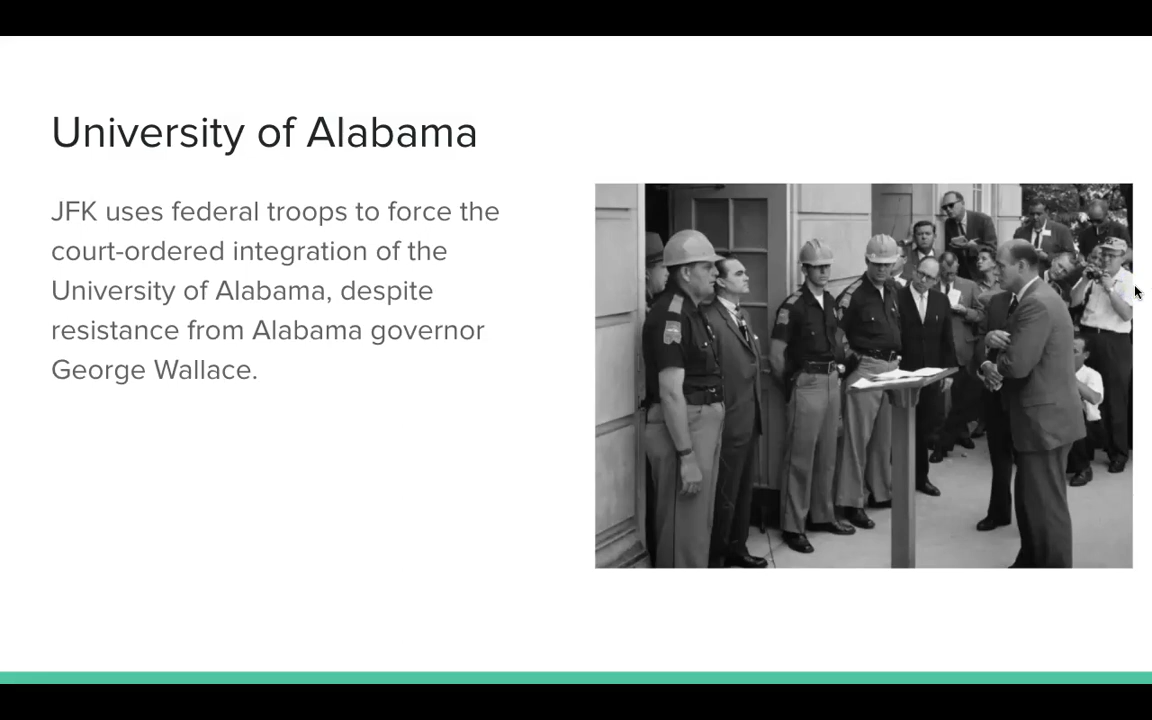 University of Alabama
JFK uses federal troops to force the
court-ordered integration of the
University of Alabama, despite
resistance from Alabama governor
George Wallace.